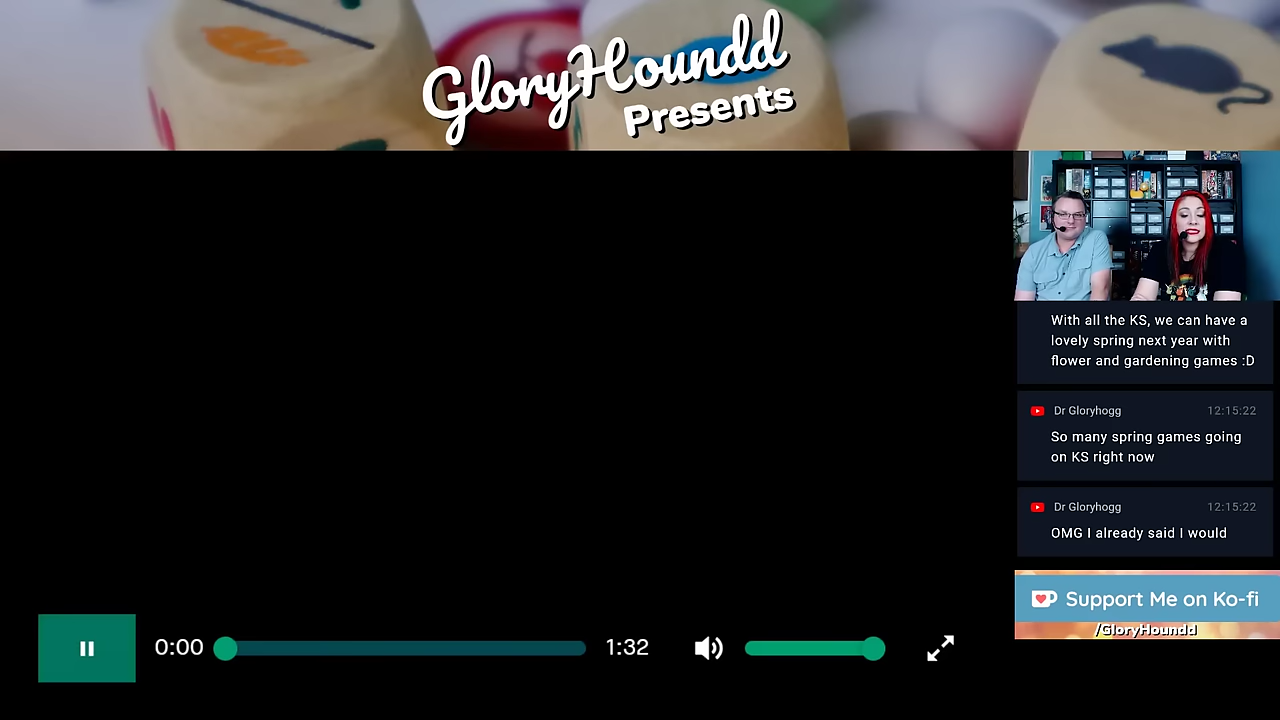 GloryHoundd
Presents
With all the KS, we can have a
lovely spring next year with
flower and gardening games :D
Dr Gloryhogg 12:15:22
So many spring games going
on KS right now
Dr Gloryhogg 12:15:22
OMG I already said I would
Support Me on Ko-fi
/GloryHoundd
0:00 1:32